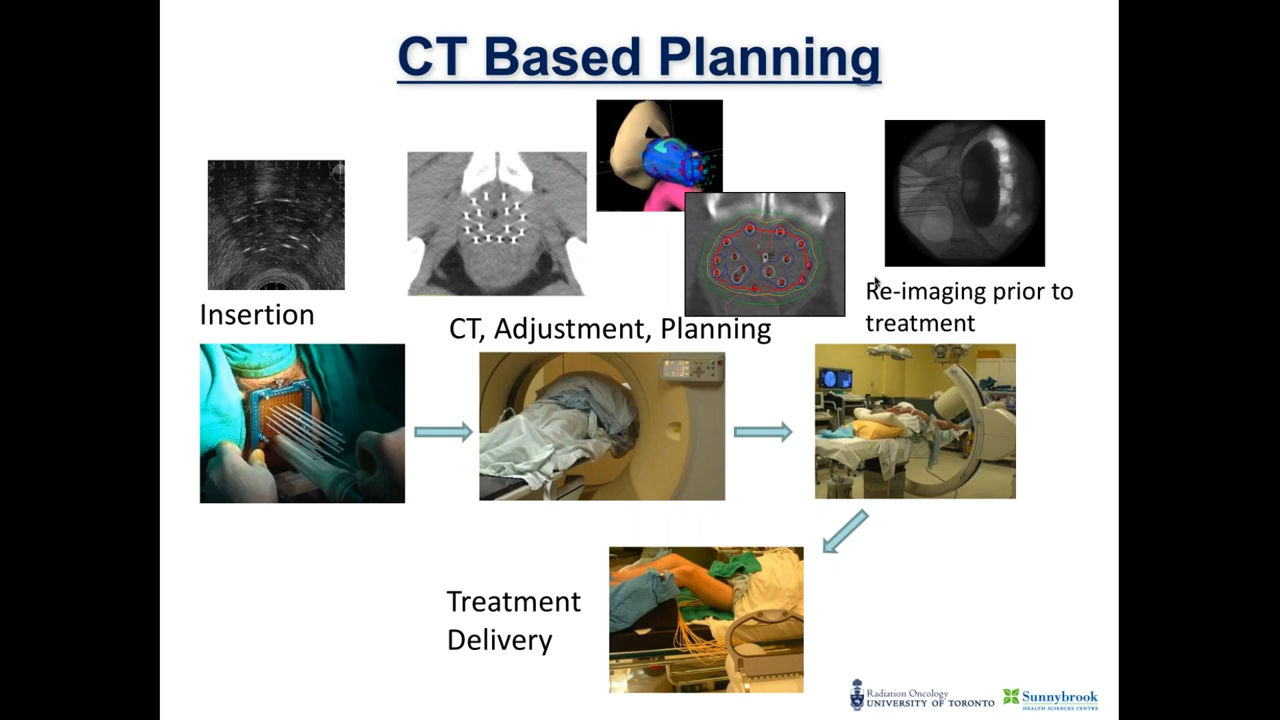 CT Based Planning
Insertion
CT, Adjustment, Planning
Re-imaging prior to
treatment
Treatment
Delivery
Radiation Oncology
UNIVERSITY OF TORONTO
Sunnybrook
HEALTH SCIENCES CENTRE